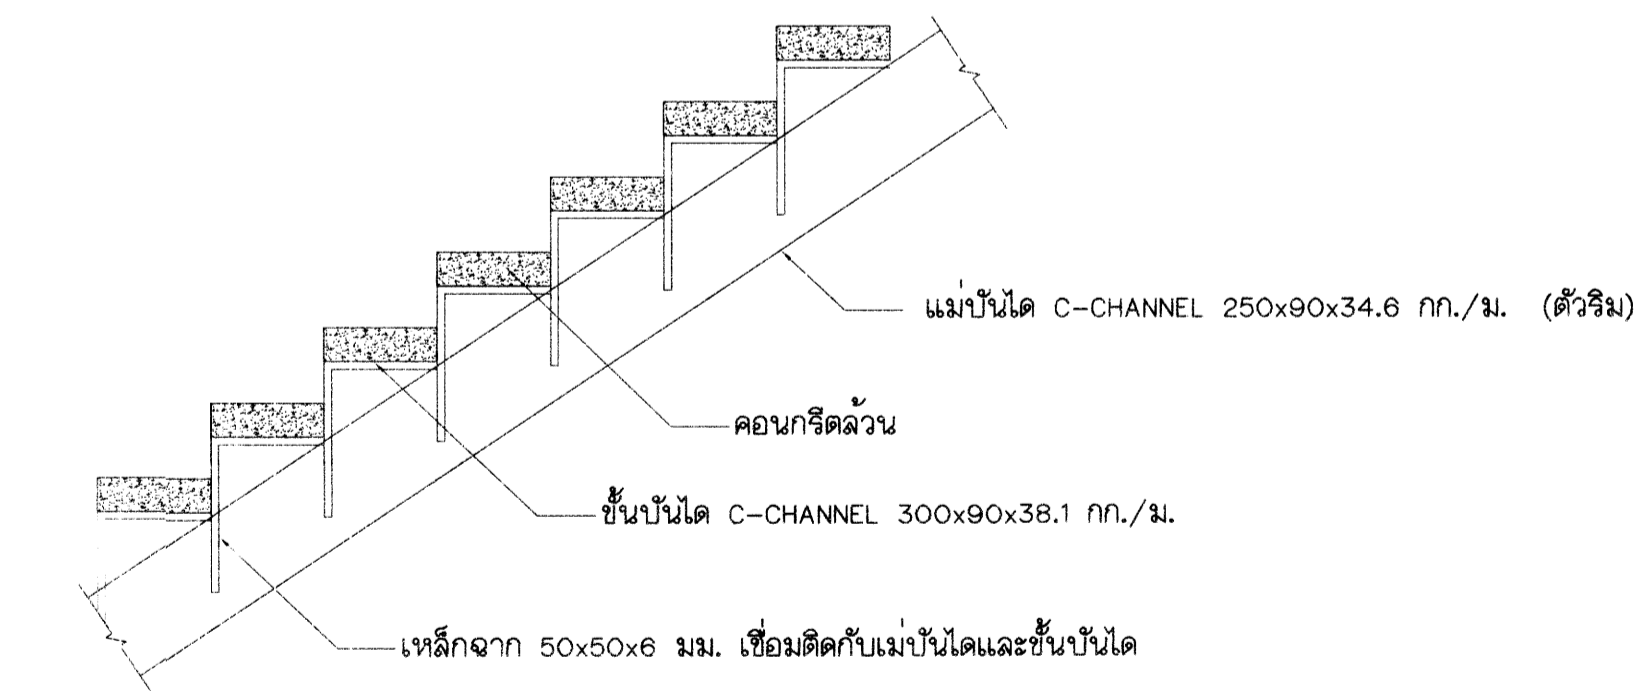 แม่บันได C-CHANNEL 250x90x34.6 กก./ม. (ตัวริม)
คอนกรีตล้วน
ขั้นบันได C-CHANNEL 300x90x38.1 กก./ม.
เหล็กฉาก 50x50x6 มม. เชื่อมติดกับแม่บันไดและขั้นบันได